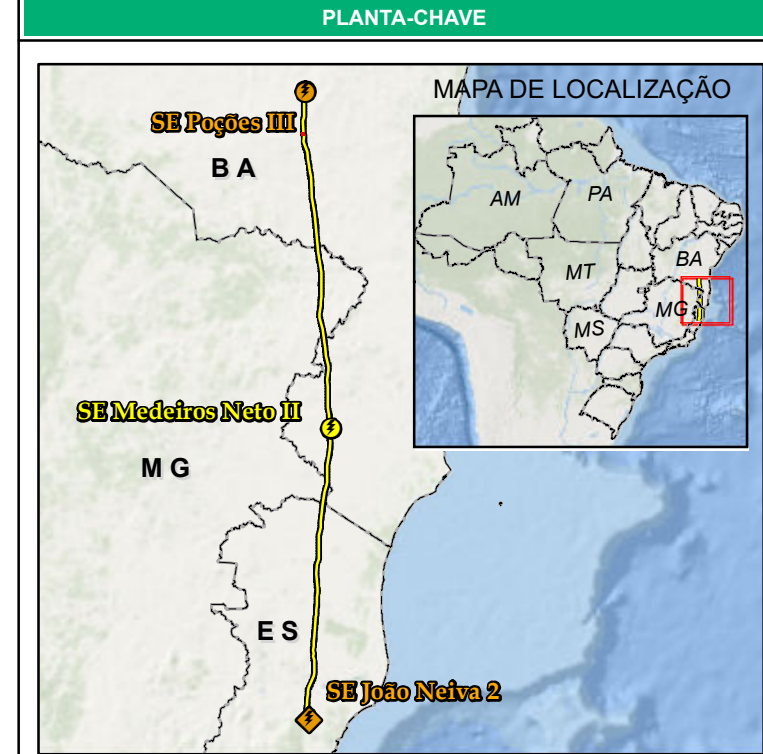 PLANTA-CHAVE
MAPA DE LOCALIZAÇÃO
SE Poções III
B A
AM
PA
BA
MT
MG
MS
SE Medeiros Neto II
M G
E S
SE João Neiva 2